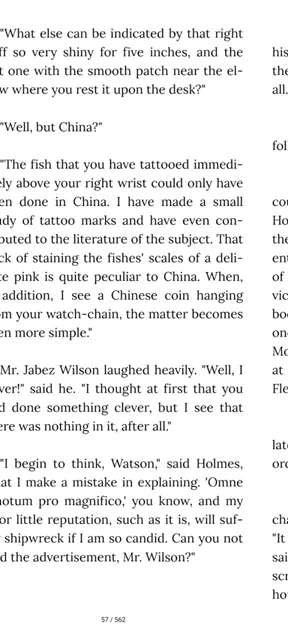 "What else can be indicated by that right
ff so very shiny for five inches, and the
t one with the smooth patch near the el-
w where you rest it upon the desk?"
"Well, but China?"
"The fish that you have tattooed immedi-
ely above your right wrist could only have
en done in China. I have made a small
udy of tattoo marks and have even con-
buted to the literature of the subject. That
ck of staining the fishes' scales of a deli-
te pink is quite peculiar to China. When,
addition, I see a Chinese coin hanging
om your watch-chain, the matter becomes
en more simple."
Mr. Jabez Wilson laughed heavily. "Well, I
ver!" said he. "I thought at first that you
d done something clever, but I see that
ere was nothing in it, after all."
"I begin to think, Watson," said Holmes,
at I make a mistake in explaining. 'Omne
notum pro magnifico,' you know, and my
or little reputation, such as it is, will suf-
r shipwreck if I am so candid. Can you not
d the advertisement, Mr. Wilson?"
57 / 562
his
the
all.
fol
cou
Ho
the
ent
of
vic
bo
on
Mo
at
Fle
lat
ord
cha
"It
sai
scr
ho